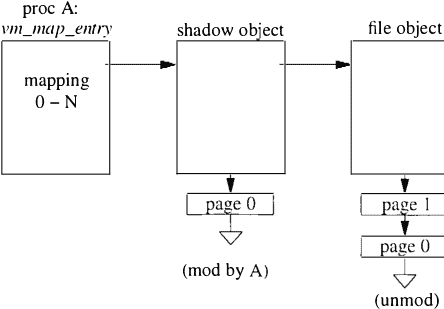 proc A:
vm_map_entry
shadow object
file object
mapping
0 – N
page 0
page 1
page 0
(mod by A)
(unmod)